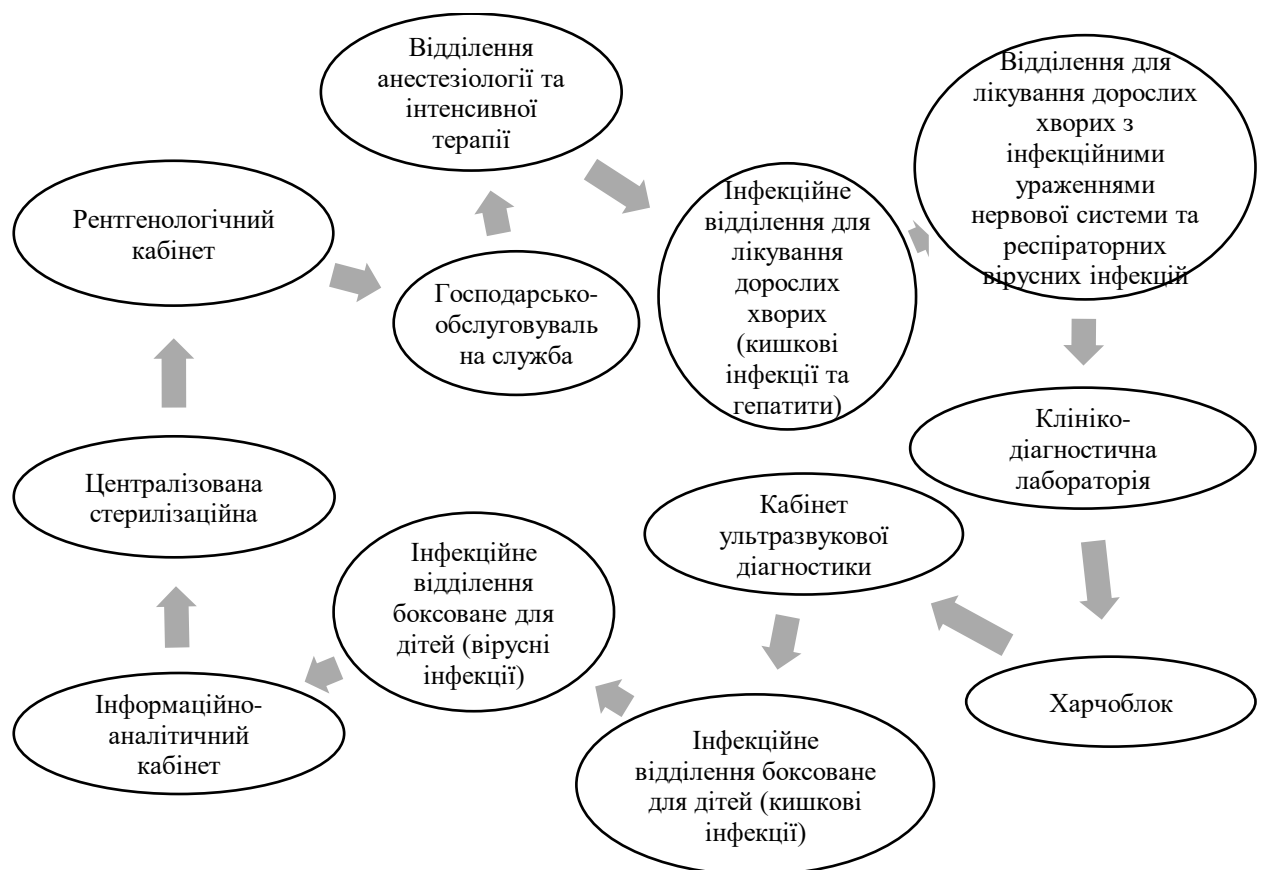 Відділення
анестезіології та
інтенсивної
терапії
Відділення для
лікування дорослих
хворих з
інфекційними
ураженнями
нервової системи та
респіраторних
вірусних інфекцій
Рентгенологічний
кабінет
Інфекційне
відділення для
лікування
дорослих
хворих
(кишкові
інфекції та
гепатити)
Господарсько-
обслуговуваль
на служба
Клініко-
діагностична
лабораторія
Централізована
стерилізаційна
Кабінет
ультразвукової
діагностики
Інфекційне
відділення
боксоване для
дітей (вірусні
інфекції)
Харчоблок
Інформаційно-
аналітичний
кабінет
Інфекційне
відділення боксоване
для дітей (кишкові
інфекції)